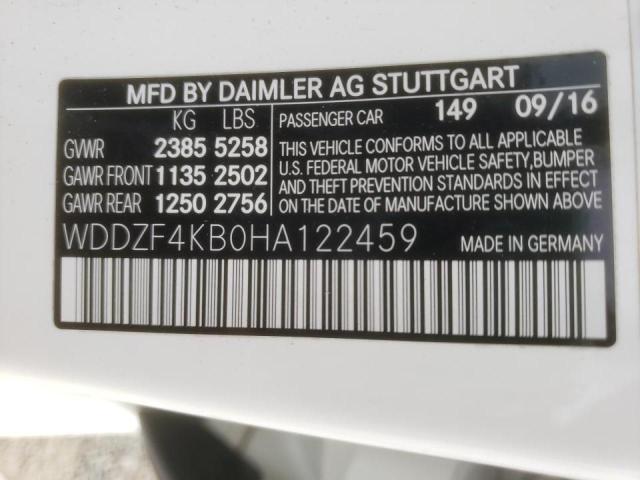 MFD BY DAIMLER AG STUTTGART
KG LBS
GVWR 2385 5258
GAWR FRONT 1135 2502
GAWR REAR 1250 2756
PASSENGER CAR 149 09/16
THIS VEHICLE CONFORMS TO ALL APPLICABLE
U.S. FEDERAL MOTOR VEHICLE SAFETY,BUMPER
AND THEFT PREVENTION STANDARDS IN EFFECT
ON THE DATE OF MANUFACTURE SHOWN ABOVE
WDDZF4KB0HA122459 MADE IN GERMANY